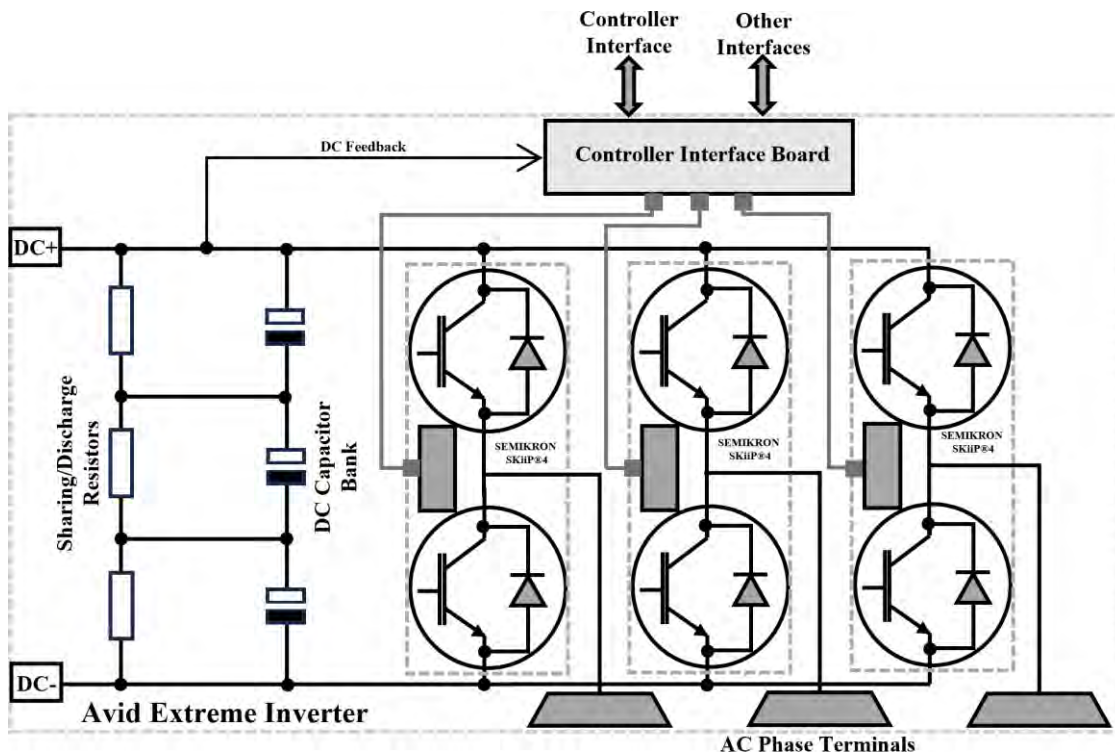 Controller
Interface
Other
Interfaces
DC Feedback
Controller Interface Board
DC+
Sharing/Discharge
Resistors
DC Capacitor
Bank
SEMIKRON
SKiiP®4
SEMIKRON
SKiiP®4
SEMIKRON
SKiiP®4
DC-
Avid Extreme Inverter
AC Phase Terminals